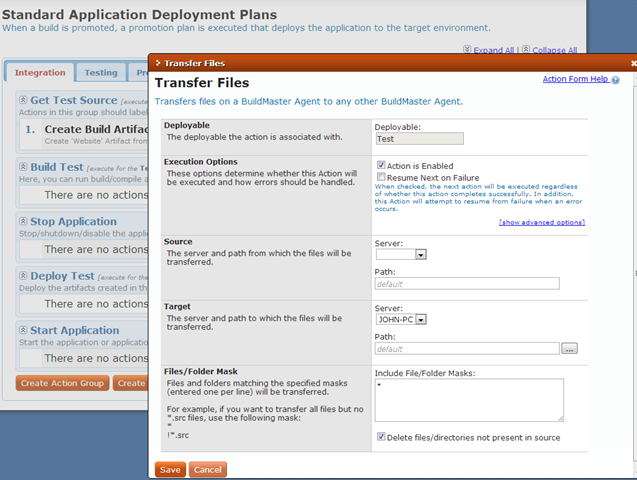 Standard Application Deployment Plans
When a build is promoted, a promotion plan is executed that deploys the application to the target environment.
Expand All | Collapse All
Integration
Testing
Get Test Source
Actions in this group should label
1. Create Build Artifac
Create 'Website' Artifact from
Build Test [execute for the Te
Here, you can run build/compile a
There are no actions
Stop Application
Stop/shutdown/disable the appli
There are no actions
Deploy Test [execute for the
Deploy the artifacts created in th
There are no actions
Start Application
Start the application or applicatio
There are no actions
Create Action Group
Create
Transfer Files
Transfer Files
Action Form Help
Transfers files on a BuildMaster Agent to any other BuildMaster Agent.
Deployable
The deployable the action is associated with.
Deployable:
Test
Execution Options
These options determine whether this Action will
be executed and how errors should be handled.
Action is Enabled
Resume Next on Failure
When checked, the next action will be executed regardless
of whether this action completes successfully. In addition,
this Action will attempt to resume from failure when an error
occurs.
[show advanced options]
Source
The server and path from which the files will be
transferred.
Server:
Path:
default
Target
The server and path to which the files will be
transferred.
Server:
JOHN-PC
Path:
default
...
Files/Folder Mask
Files and folders matching the specified masks
(entered one per line) will be transferred.
For example, if you want to transfer all files but no
*.src files, use the following mask:
*
!*.src
Include File/Folder Masks:
*
Delete files/directories not present in source
Save
Cancel